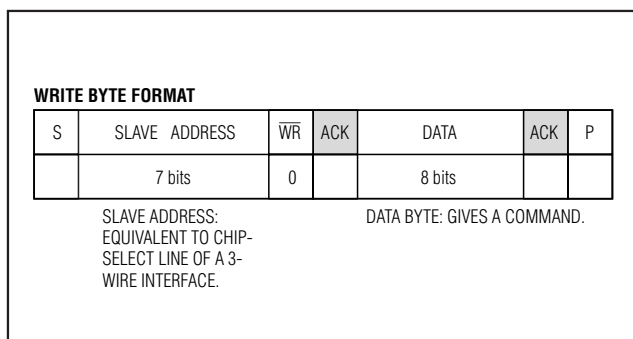 WRITE BYTE FORMAT
S SLAVE ADDRESS W̅R̅ ACK DATA ACK P
7 bits 0 8 bits
SLAVE ADDRESS: DATA BYTE: GIVES A COMMAND.
EQUIVALENT TO CHIP-
SELECT LINE OF A 3-
WIRE INTERFACE.